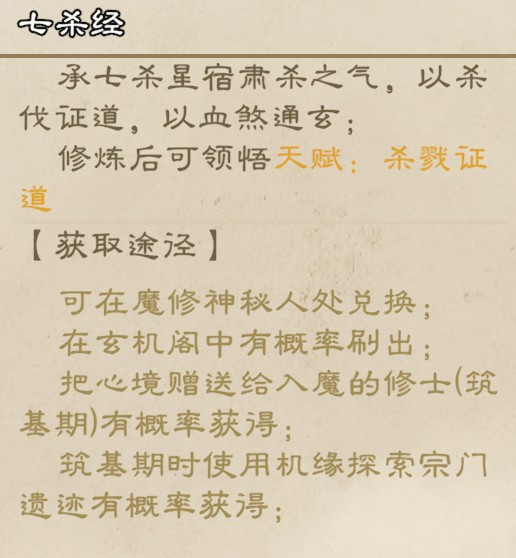 七杀经
承七杀星宿肃杀之气，以杀
伐证道，以血煞通玄；
修炼后可领悟天赋：杀戮证
道
【获取途径】
可在魔修神秘人处兑换；
在玄机阁中有概率刷出；
把心境赠送给入魔的修士(筑
基期)有概率获得；
筑基期时使用机缘探索宗门
遗迹有概率获得；